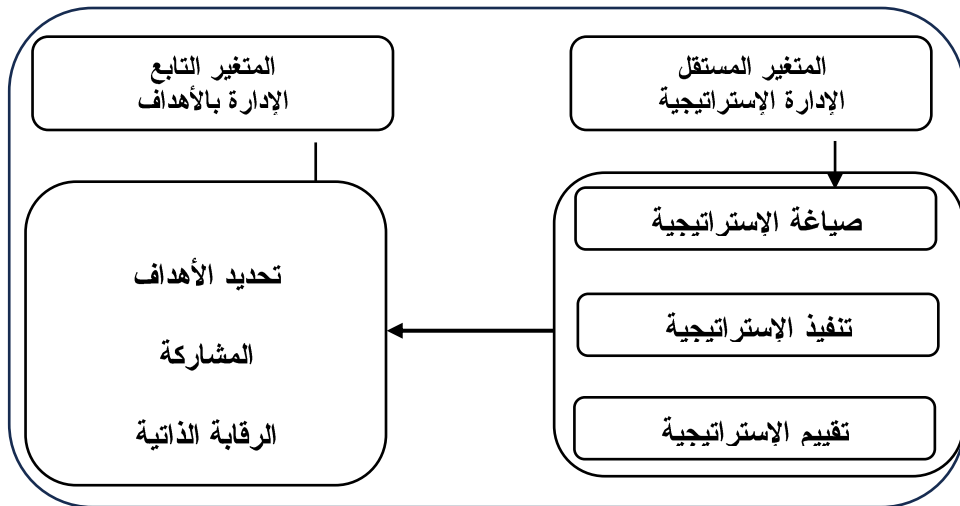 المتغير المستقل
الإدارة الإستراتيجية
صياغة الإستراتيجية
تنفيذ الإستراتيجية
تقييم الإستراتيجية
المتغير التابع
الإدارة بالأهداف
تحديد الأهداف
المشاركة
الرقابة الذاتية